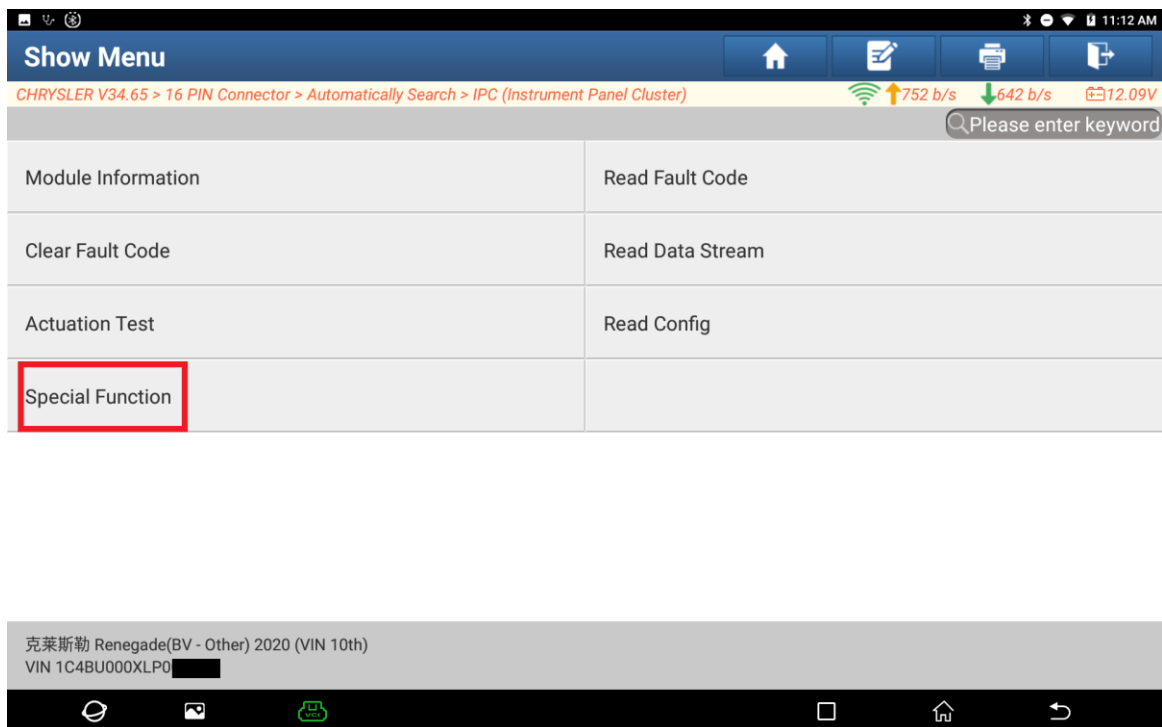 11:12 AM
Show Menu
CHRYSLER V34.65 > 16 PIN Connector > Automatically Search > IPC (Instrument Panel Cluster) 752 b/s 642 b/s 12.09V
Please enter keyword
Module Information Read Fault Code
Clear Fault Code Read Data Stream
Actuation Test Read Config
Special Function
克莱斯勒 Renegade(BV - Other) 2020 (VIN 10th)
VIN 1C4BU000XLP0
VCI